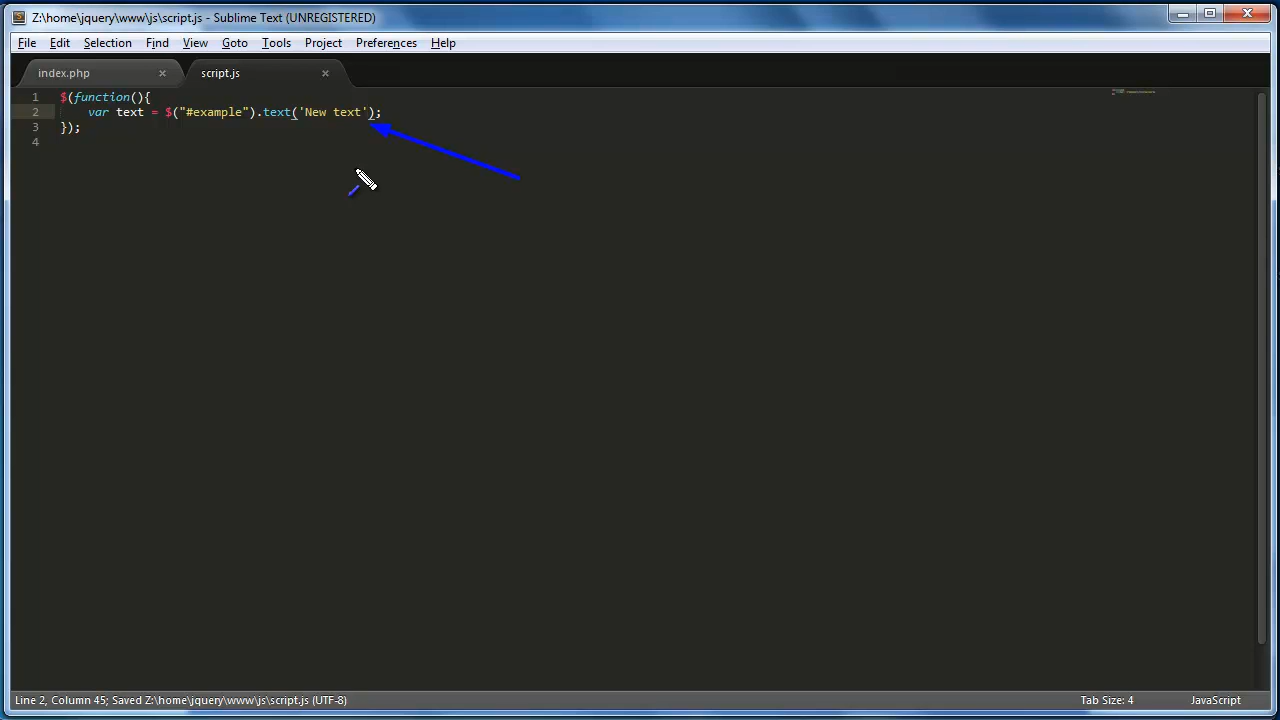 Z:\home\jquery\www\js\script.js - Sublime Text (UNREGISTERED)
File Edit Selection Find View Goto Tools Project Preferences Help
index.php × script.js ×
1 $(function(){
2     var text = $("#example").text('New text');
3 });
4
Line 2, Column 45; Saved Z:\home\jquery\www\js\script.js (UTF-8) Tab Size: 4 JavaScript